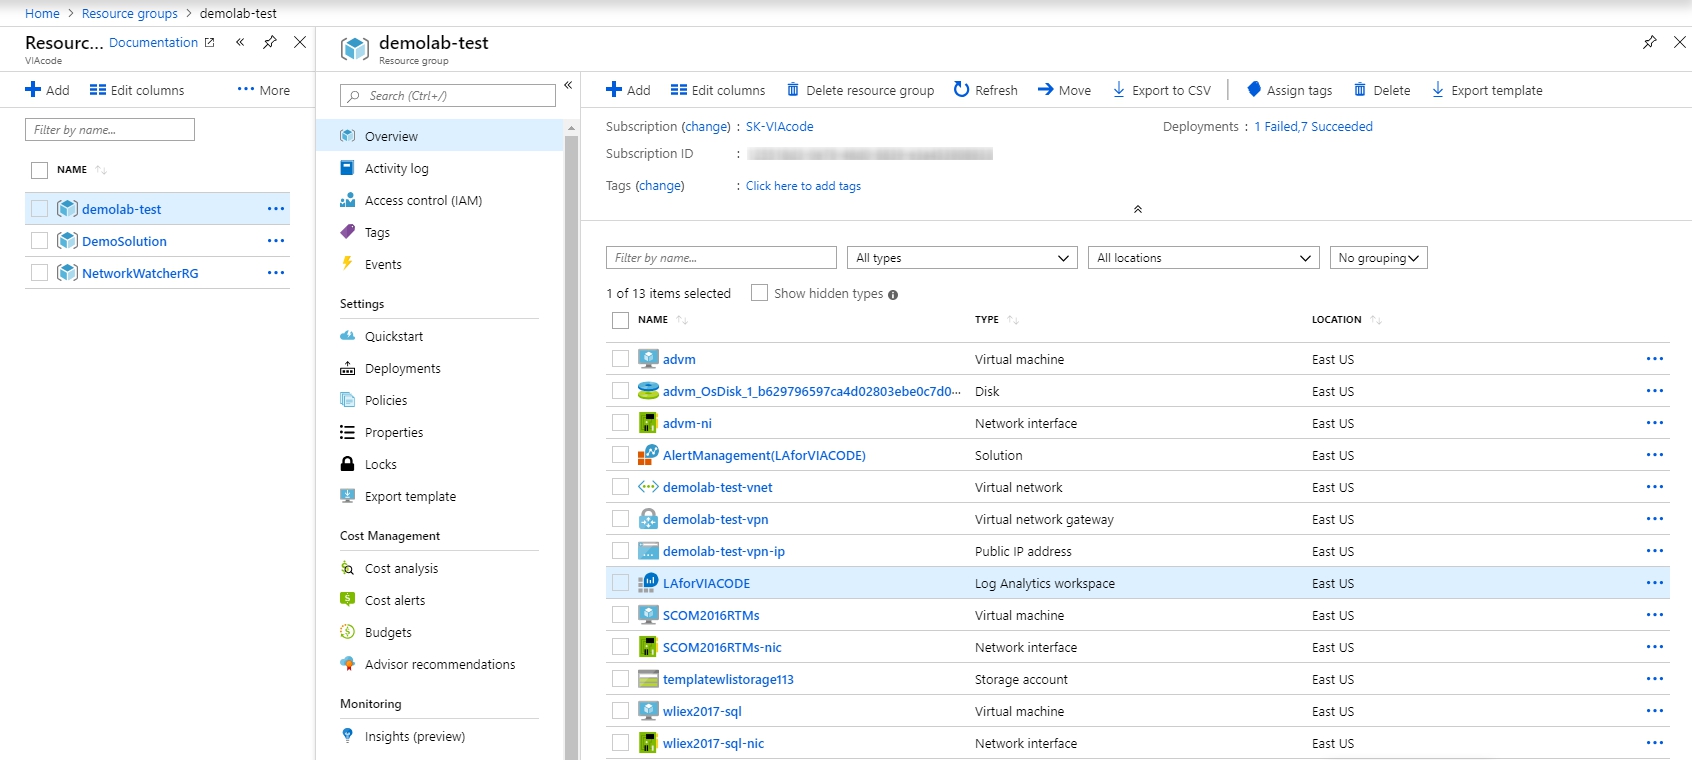 Home > Resource groups > demolab-test
Resourc... Documentation
VIAcode
Add Edit columns ... More
Filter by name...
NAME
demolab-test
DemoSolution
NetworkWatcherRG
demolab-test
Resource group
Search (Ctrl+/)
Overview
Activity log
Access control (IAM)
Tags
Events
Settings
Quickstart
Deployments
Policies
Properties
Locks
Export template
Cost Management
Cost analysis
Cost alerts
Budgets
Advisor recommendations
Monitoring
Insights (preview)
Add Edit columns Delete resource group Refresh Move Export to CSV Assign tags Delete Export template
Subscription (change) : SK-VIAcode Deployments : 1 Failed,7 Succeeded
Subscription ID :
Tags (change) : Click here to add tags
Filter by name... All types All locations No grouping
1 of 13 items selected Show hidden types
NAME TYPE LOCATION
advm Virtual machine East US
advm_OsDisk_1_b629796597ca4d02803ebe0c7d0... Disk East US
advm-ni Network interface East US
AlertManagement(LAforVIACODE) Solution East US
demolab-test-vnet Virtual network East US
demolab-test-vpn Virtual network gateway East US
demolab-test-vpn-ip Public IP address East US
LAforVIACODE Log Analytics workspace East US
SCOM2016RTMs Virtual machine East US
SCOM2016RTMs-nic Network interface East US
templatewlistorage113 Storage account East US
wliex2017-sql Virtual machine East US
wliex2017-sql-nic Network interface East US